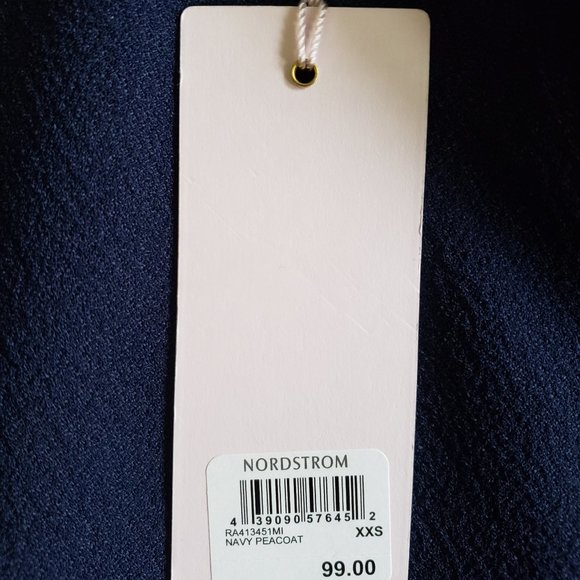 NORDSTROM
4 39090 57645 2
RA413451MI XXS
NAVY PEACOAT
99.00